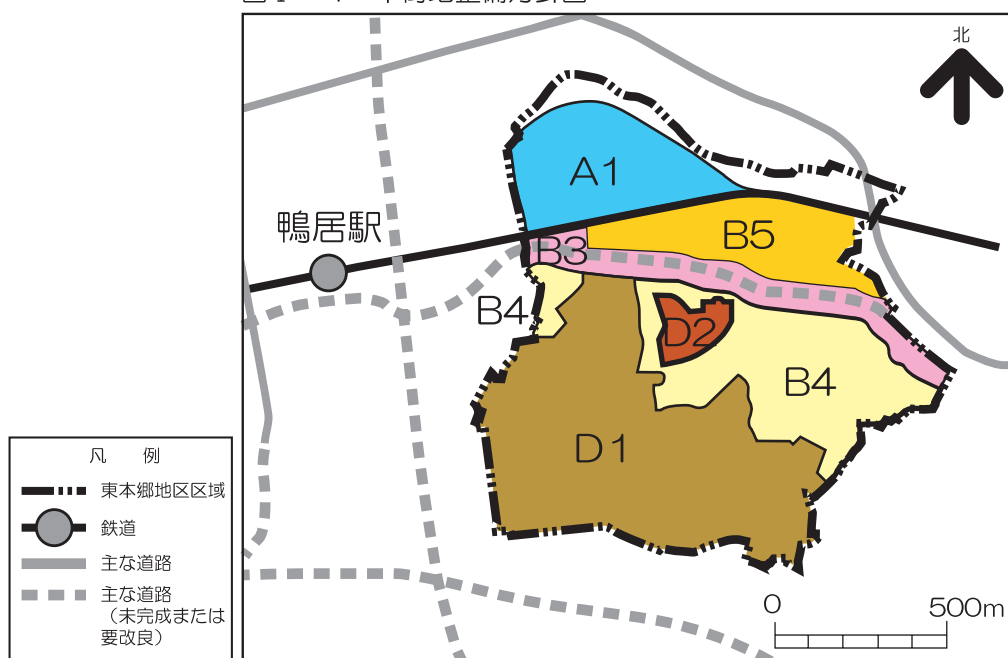 北
A1
鴨居駅
B3
B5
B4
D2
B4
D1
凡 例
東本郷地区区域
鉄道
主な道路
主な道路
（未完成または
要改良）
0 500m